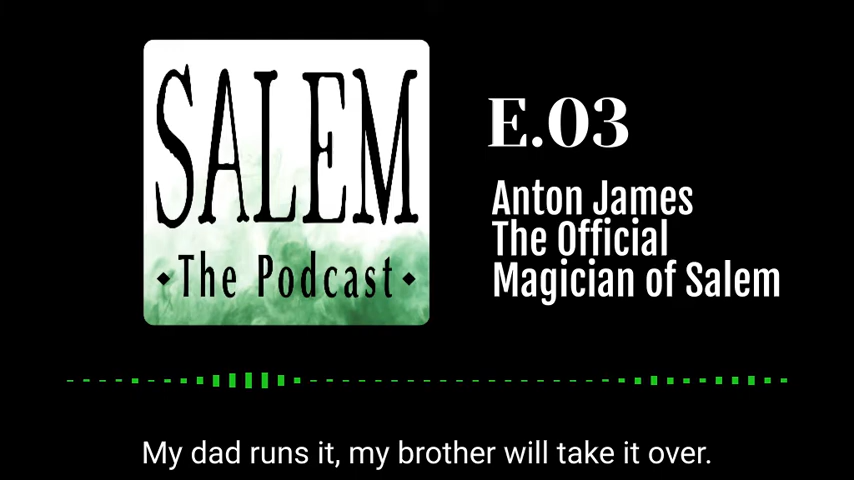 SALEM
The Podcast
E.03
Anton James
The Official
Magician of Salem
My dad runs it, my brother will take it over.